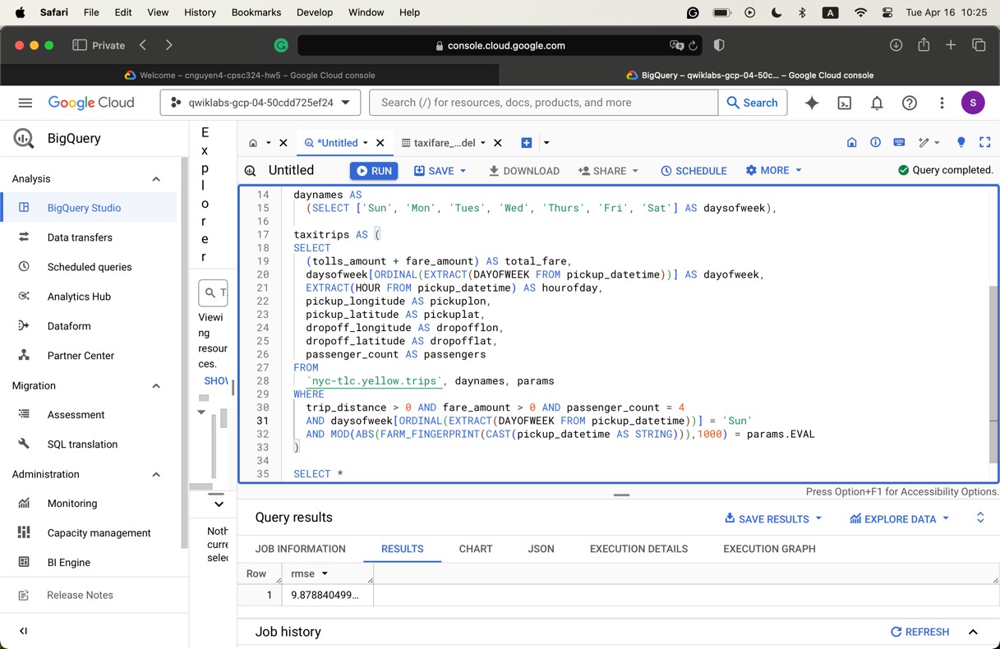 Safari File Edit View History Bookmarks Develop Window Help A Tue Apr 16 10:25
Private console.cloud.google.com
Welcome – cnguyen4-cpsc324-hw5 – Google Cloud console BigQuery – qwiklabs-gcp-04-50c... – Google Cloud console
Google Cloud qwiklabs-gcp-04-50cdd725ef24 Search (/) for resources, docs, products, and more Search S
BigQuery
Analysis
BigQuery Studio
Data transfers
Scheduled queries
Analytics Hub
Dataform
Partner Center
Migration
Assessment
SQL translation
Administration
Monitoring
Capacity management
BI Engine
Release Notes
E
x
p
l
o
r
e
r
T
Viewi
ng
resour
ces.
SHOW
Noth
curre
selec
*Untitled taxifare_...del
Untitled RUN SAVE DOWNLOAD SHARE SCHEDULE MORE Query completed.
14 daynames AS
15 (SELECT ['Sun', 'Mon', 'Tues', 'Wed', 'Thurs', 'Fri', 'Sat'] AS daysofweek),
16
17 taxitrips AS (
18 SELECT
19 (tolls_amount + fare_amount) AS total_fare,
20 daysofweek[ORDINAL(EXTRACT(DAYOFWEEK FROM pickup_datetime))] AS dayofweek,
21 EXTRACT(HOUR FROM pickup_datetime) AS hourofday,
22 pickup_longitude AS pickuplon,
23 pickup_latitude AS pickuplat,
24 dropoff_longitude AS dropofflon,
25 dropoff_latitude AS dropofflat,
26 passenger_count AS passengers
27 FROM
28 `nyc-tlc.yellow.trips`, daynames, params
29 WHERE
30 trip_distance > 0 AND fare_amount > 0 AND passenger_count = 4
31 AND daysofweek[ORDINAL(EXTRACT(DAYOFWEEK FROM pickup_datetime))] = 'Sun'
32 AND MOD(ABS(FARM_FINGERPRINT(CAST(pickup_datetime AS STRING))),1000) = params.EVAL
33 )
34
35 SELECT *
Press Option+F1 for Accessibility Options.
Query results SAVE RESULTS EXPLORE DATA
JOB INFORMATION RESULTS CHART JSON EXECUTION DETAILS EXECUTION GRAPH
Row rmse
1 9.878840499...
Job history REFRESH